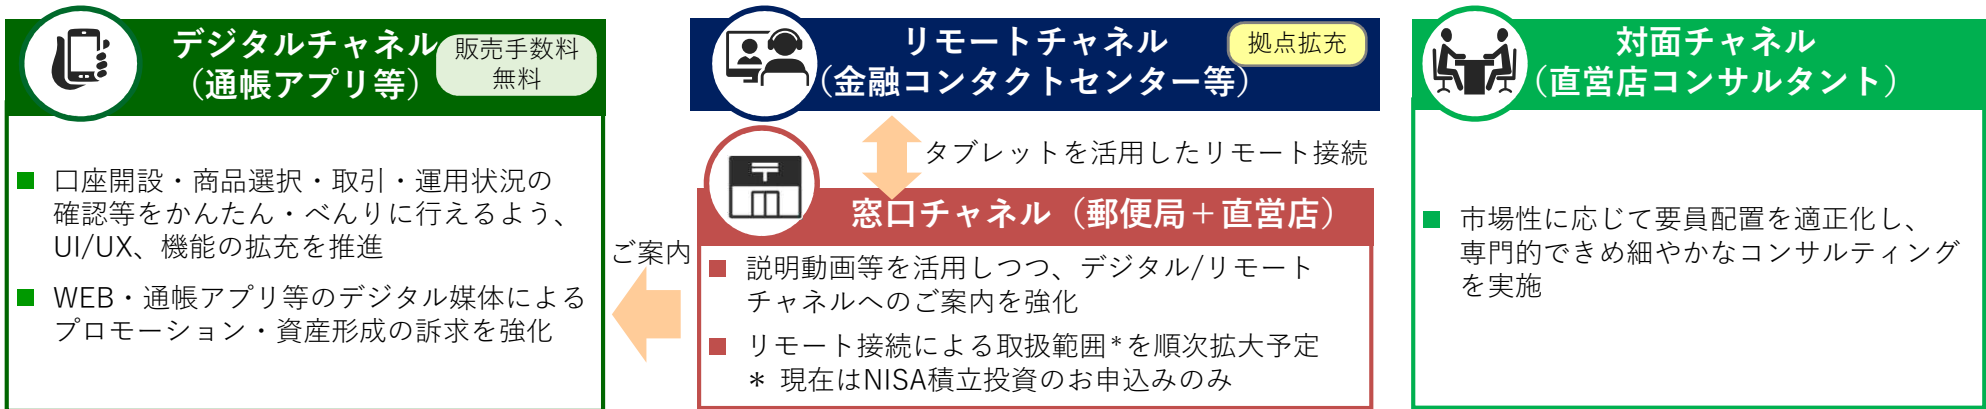 デジタルチャネル
（通帳アプリ等）
販売手数料
無料
■ 口座開設・商品選択・取引・運用状況の
確認等をかんたん・べんりに行えるよう、
UI/UX、機能の拡充を推進
■ WEB・通帳アプリ等のデジタル媒体による
プロモーション・資産形成の訴求を強化
ご案内
リモートチャネル
（金融コンタクトセンター等）
拠点拡充
タブレットを活用したリモート接続
窓口チャネル（郵便局＋直営店）
■ 説明動画等を活用しつつ、デジタル/リモート
チャネルへのご案内を強化
■ リモート接続による取扱範囲*を順次拡大予定
＊ 現在はNISA積立投資のお申込みのみ
対面チャネル
（直営店コンサルタント）
■ 市場性に応じて要員配置を適正化し、
専門的できめ細やかなコンサルティング
を実施